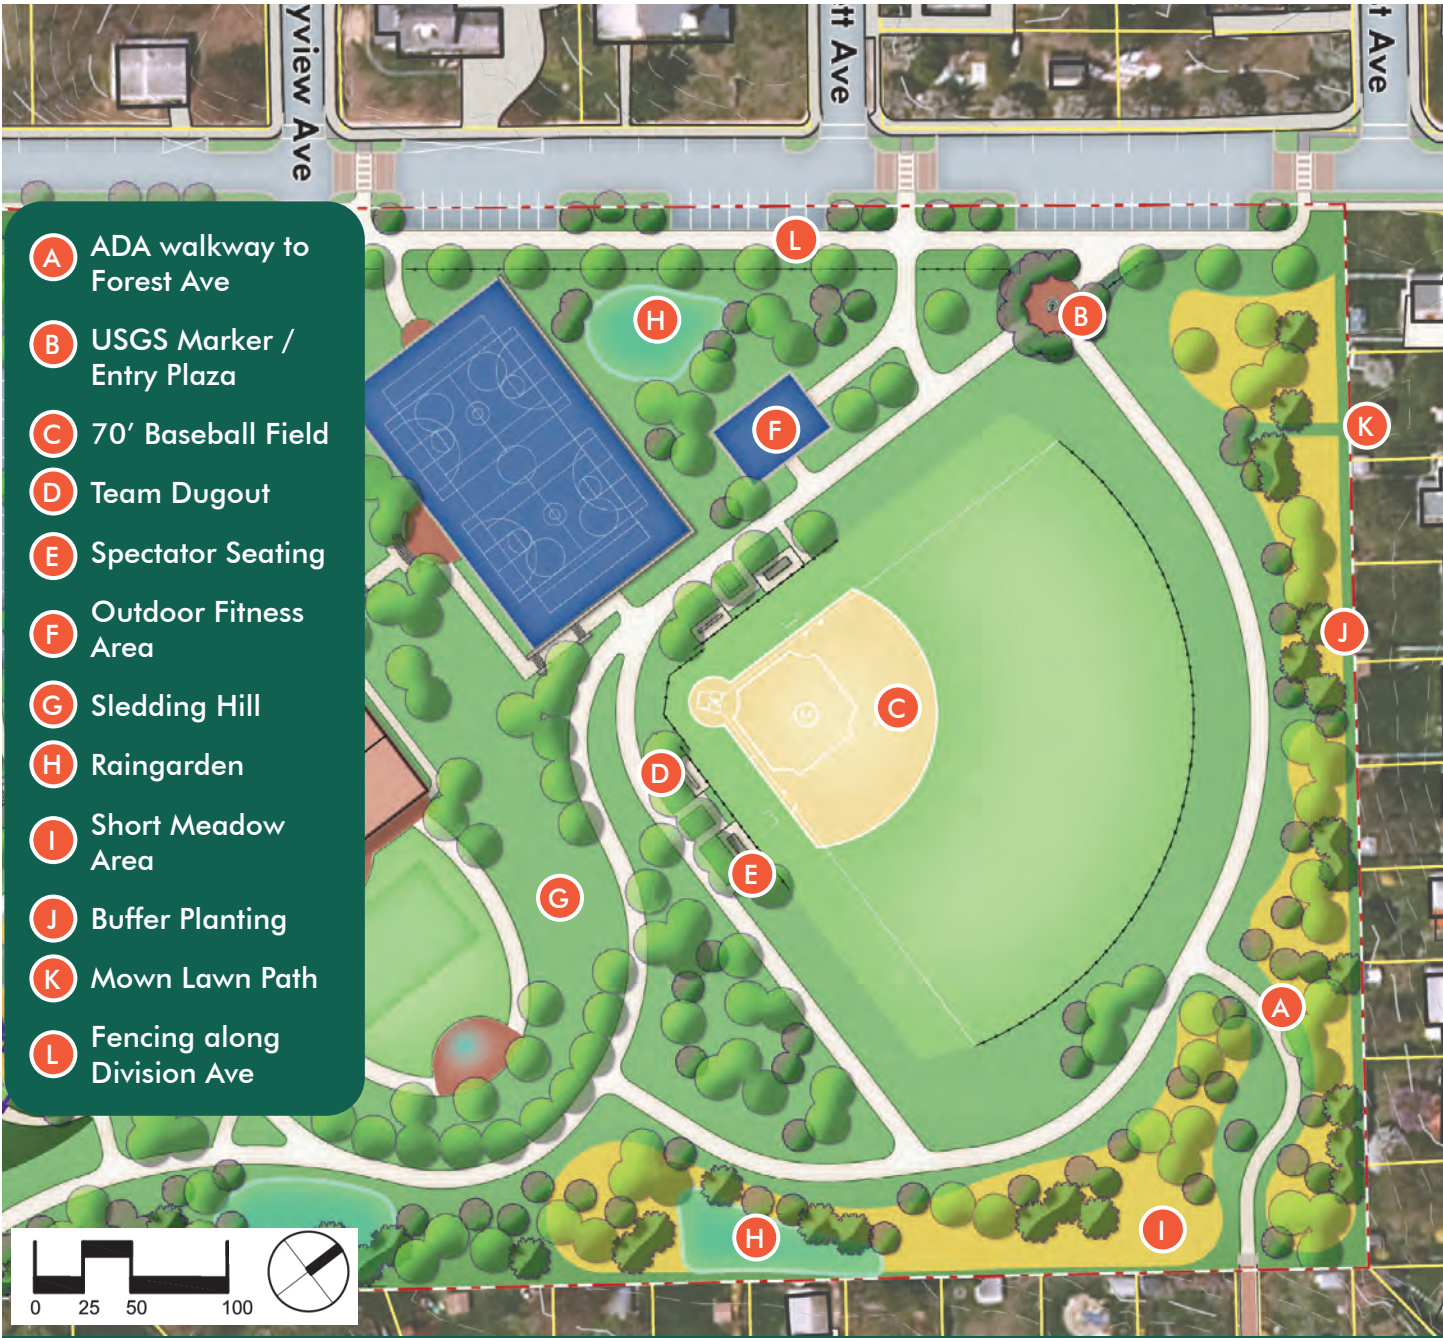 yview Ave
tt Ave
tt Ave
A ADA walkway to
Forest Ave
B USGS Marker /
Entry Plaza
C 70’ Baseball Field
D Team Dugout
E Spectator Seating
F Outdoor Fitness
Area
G Sledding Hill
H Raingarden
I Short Meadow
Area
J Buffer Planting
K Mown Lawn Path
L Fencing along
Division Ave
L
H
B
F
K
J
C
D
E
G
A
H
I
0 25 50 100